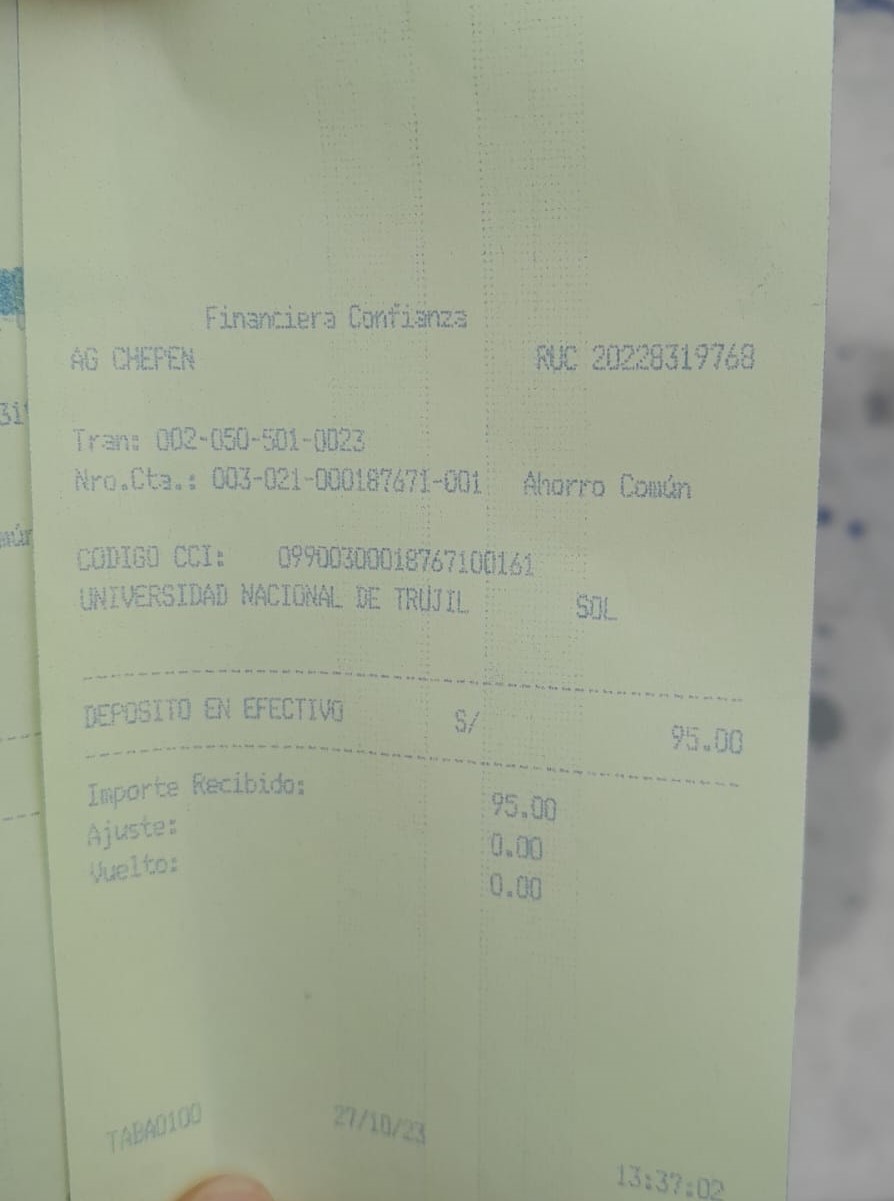 Financiera Confianza
AG CHEPEN RUC 20228319768
Tran: 002-050-501-0023
Nro.Cta.: 003-021-000187671-001 Ahorro Común
CODIGO CCI: 09900300018767100161
UNIVERSIDAD NACIONAL DE TRUJIL SOL
DEPOSITO EN EFECTIVO S/ 95.00
Importe Recibido: 95.00
Ajuste: 0.00
Vuelto: 0.00
TABA0100 27/10/23 13:37:02